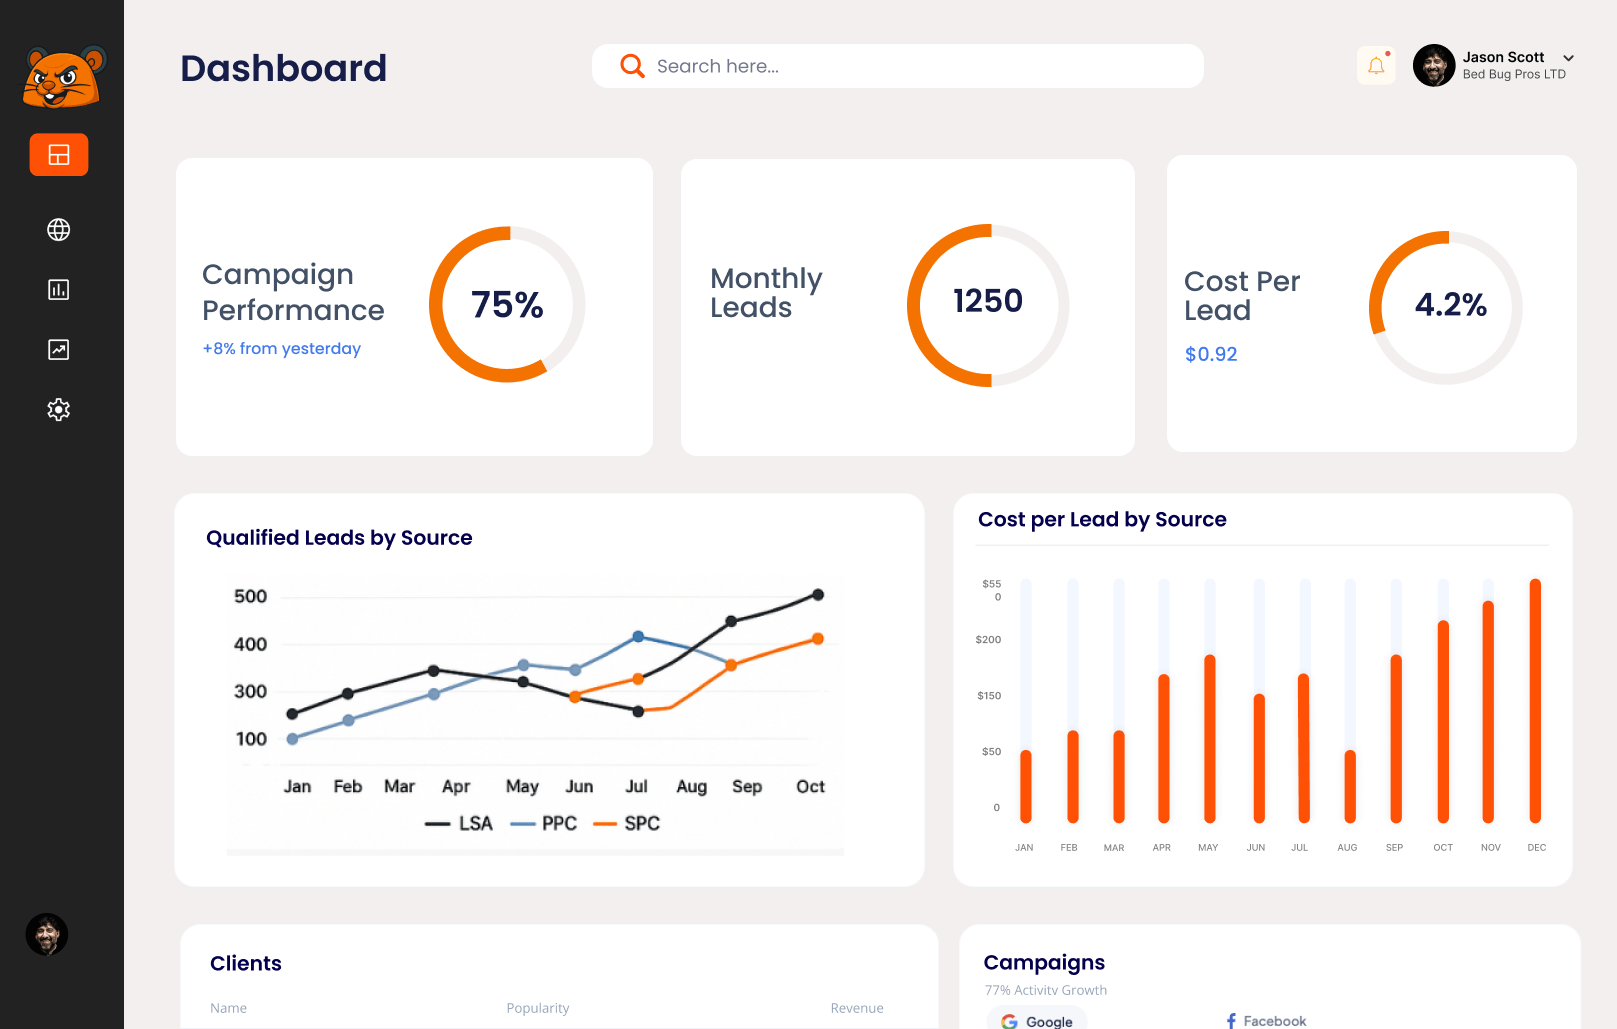 Dashboard
Search here...
Jason Scott
Bed Bug Pros LTD
Campaign
Performance
+8% from yesterday
75%
Monthly
Leads
1250
Cost Per
Lead
$0.92
4.2%
Qualified Leads by Source
500
400
300
100
Jan Feb Mar Apr May Jun Jul Aug Sep Oct
LSA PPC SPC
Cost per Lead by Source
$55
0
$200
$150
$50
0
JAN FEB MAR APR MAY JUN JUL AUG SEP OCT NOV DEC
Clients
Name Popularity Revenue
Campaigns
77% Activity Growth
Google Facebook